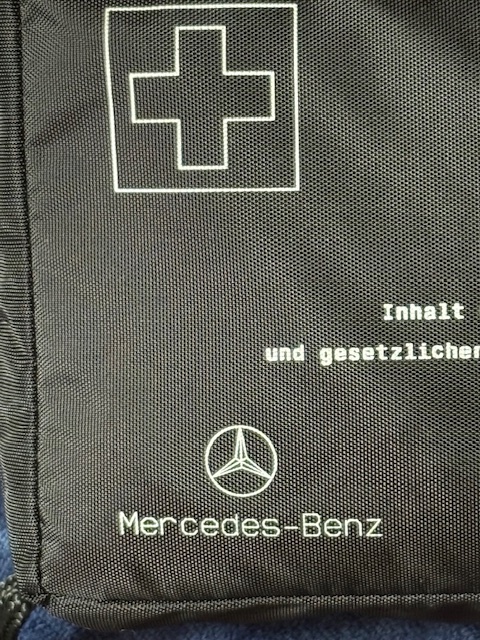 Inhalt
und gesetzlicher
Mercedes-Benz